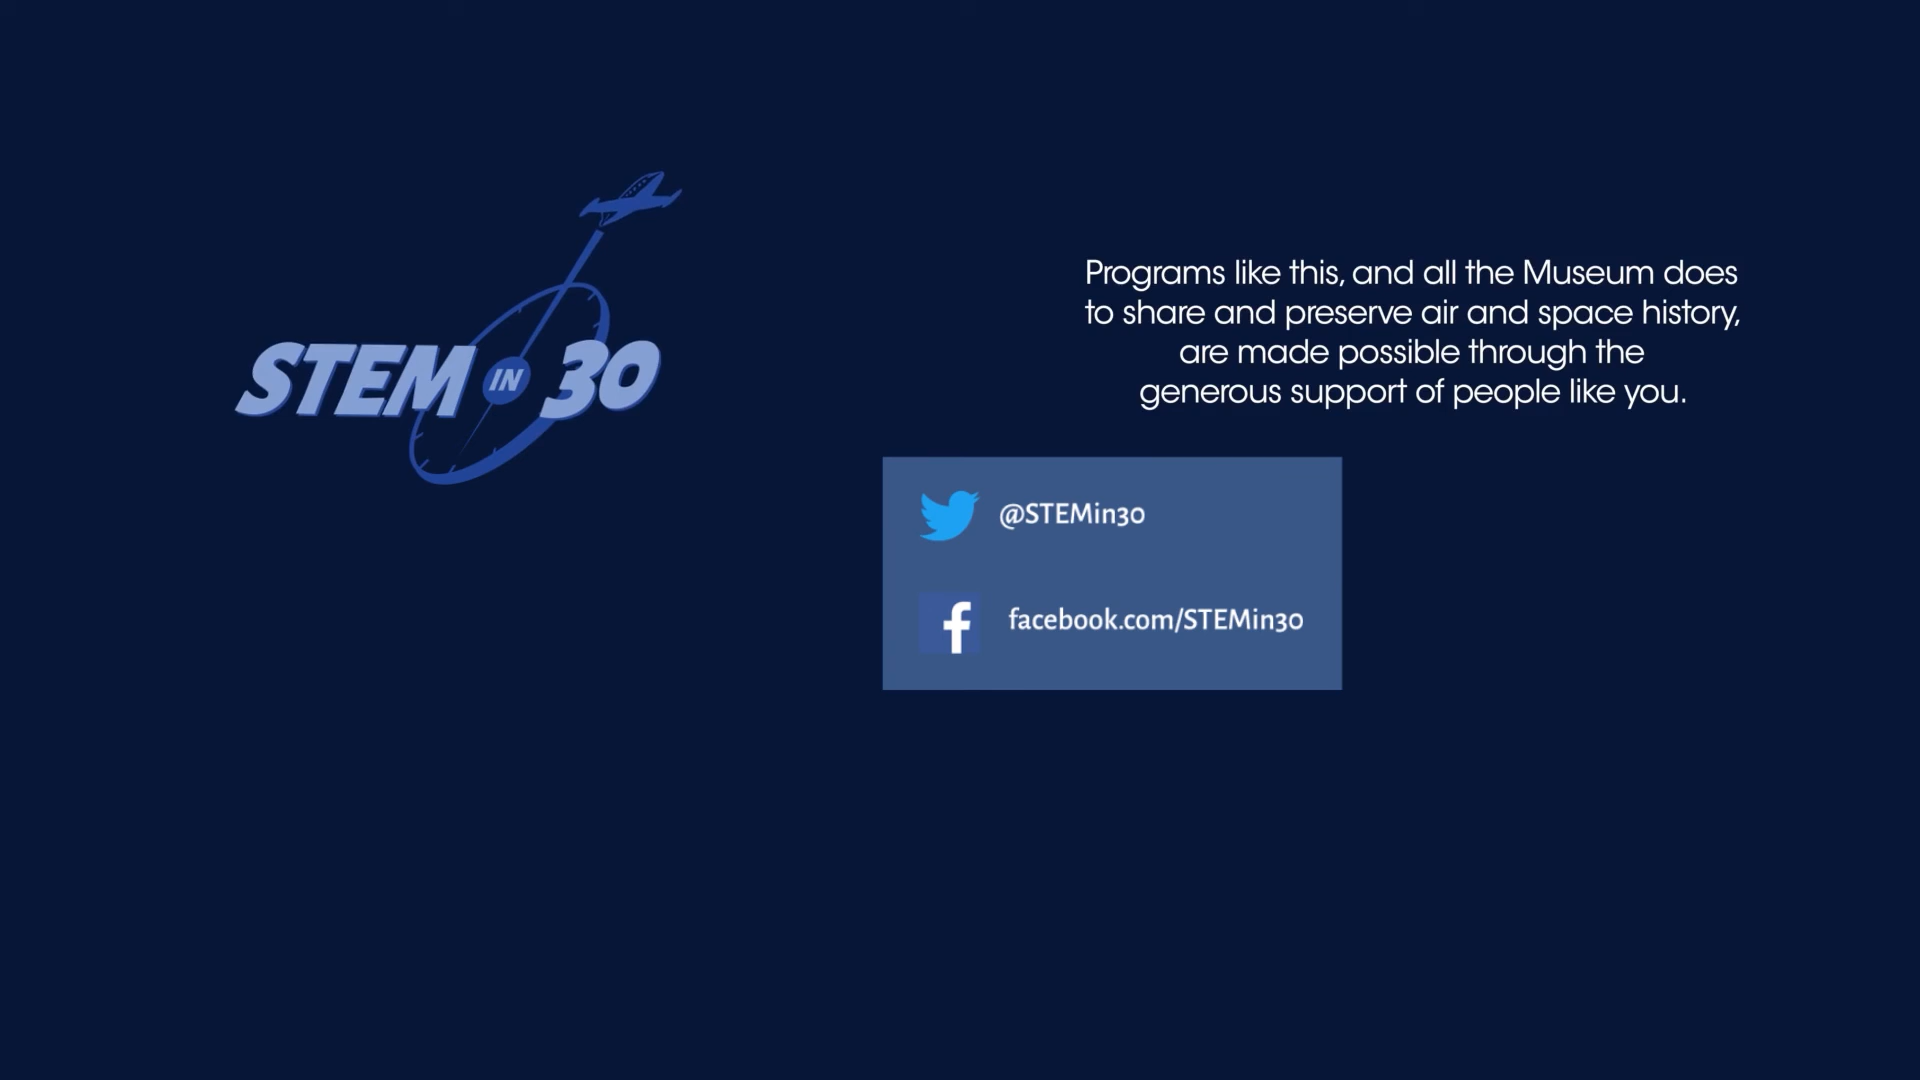 STEM IN 30
Programs like this, and all the Museum does
to share and preserve air and space history,
are made possible through the
generous support of people like you.
@STEMin30
facebook.com/STEMin30